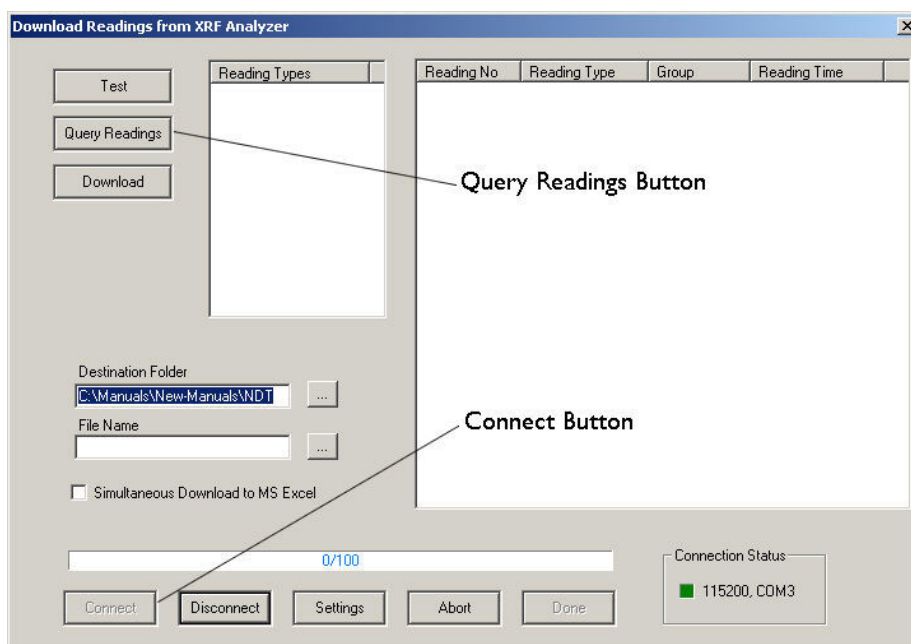 Download Readings from XRF Analyzer
Test
Query Readings
Download
Reading Types
Reading No Reading Type Group Reading Time
Query Readings Button
Destination Folder
C:\Manuals\New-Manuals\NDT
...
File Name
...
Connect Button
Simultaneous Download to MS Excel
0/100
Connect Disconnect Settings Abort Done
Connection Status
115200, COM3